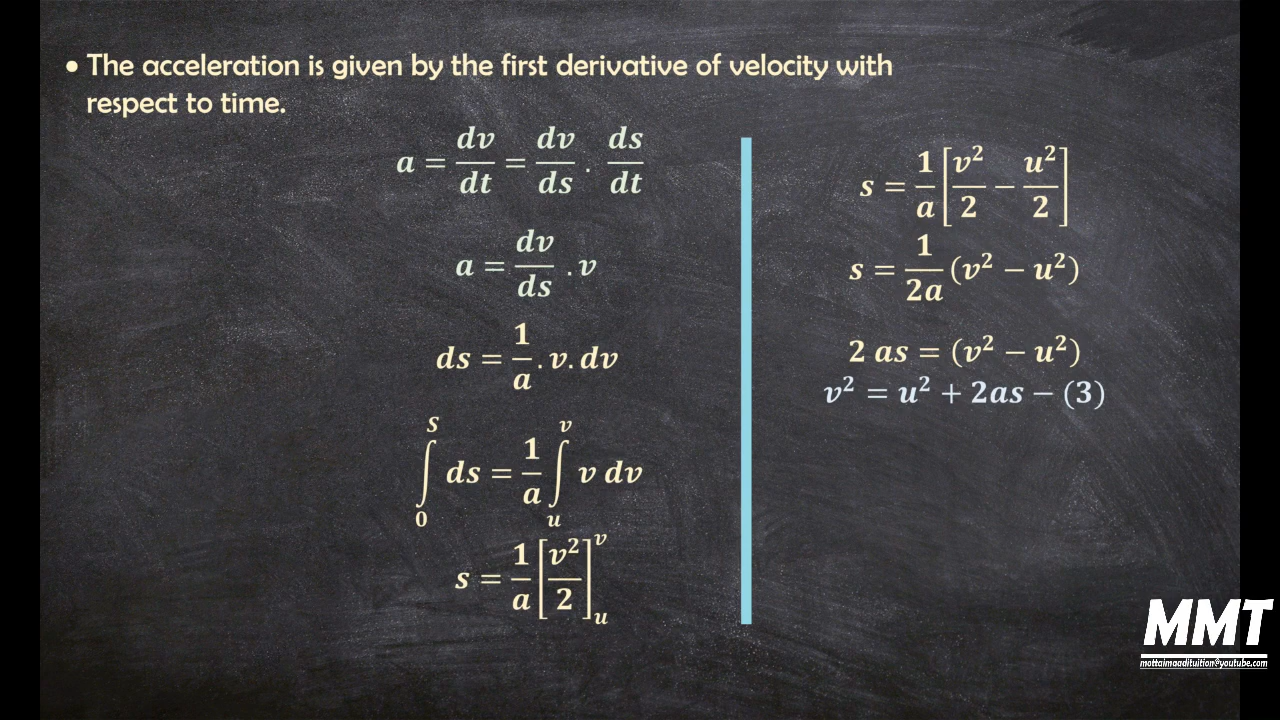 • The acceleration is given by the first derivative of velocity with
respect to time.
a = dv/dt = dv/ds . ds/dt
a = dv/ds . v
ds = 1/a . v. dv
∫₀ˢ ds = 1/a ∫ᵤᵛ v dv
s = 1/a [v²/2]ᵤᵛ
s = 1/a [v²/2 − u²/2]
s = 1/2a (v² − u²)
2 as = (v² − u²)
v² = u² + 2as − (3)
MMT
mottaimaadituition@youtube.com